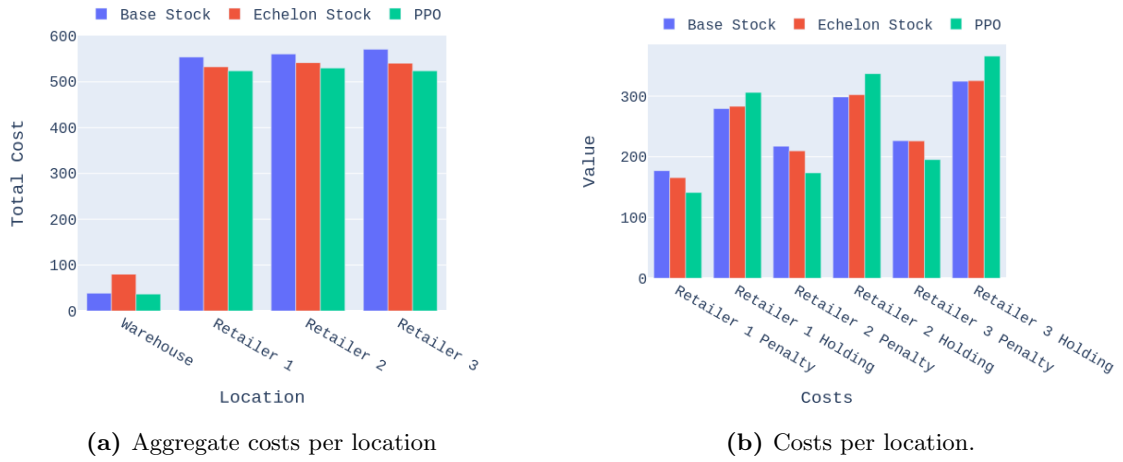 Base Stock Echelon Stock PPO
600
500
400
300
200
100
0
Total Cost
Warehouse
Retailer 1
Retailer 2
Retailer 3
Location
(a) Aggregate costs per location
Base Stock Echelon Stock PPO
300
200
100
0
Value
Retailer 1 Penalty
Retailer 1 Holding
Retailer 2 Penalty
Retailer 2 Holding
Retailer 3 Penalty
Retailer 3 Holding
Costs
(b) Costs per location.